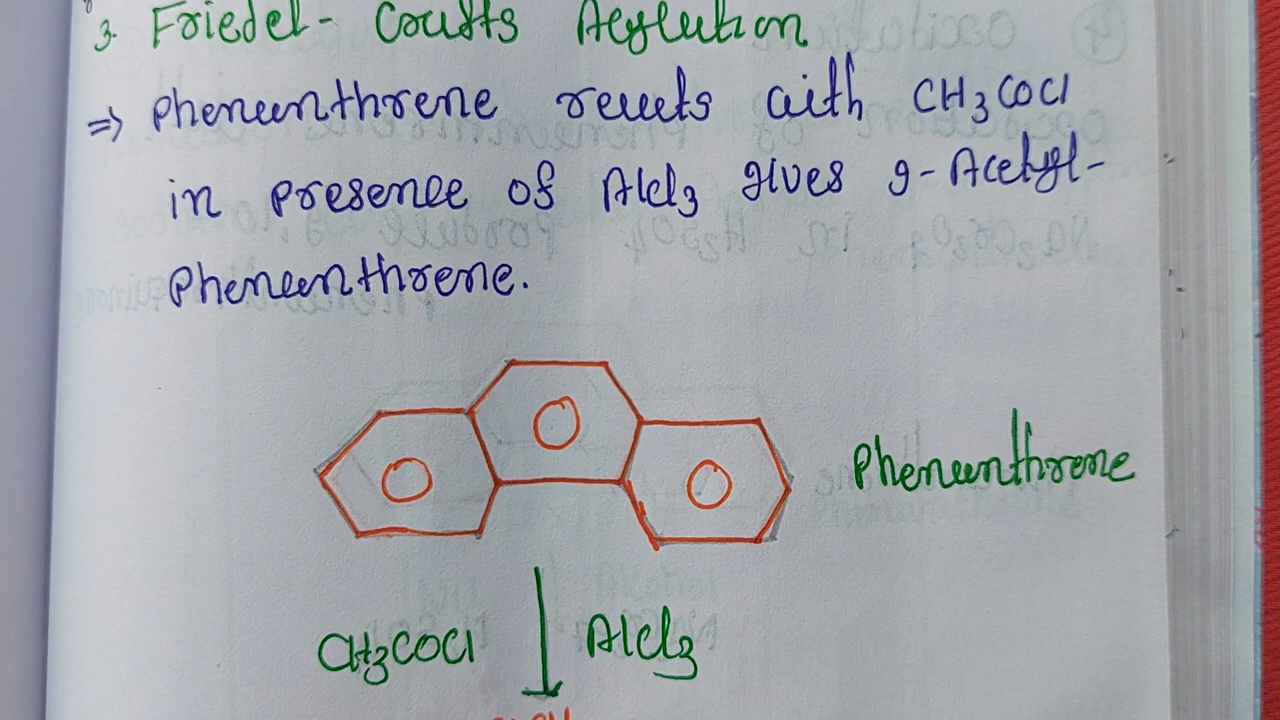 3. Friedel- Crafts Acylation
⇒ Phenanthrene reacts with CH3COCl
in presence of AlCl3 gives 9-Acetyl-
Phenanthrene.
Phenanthrene
CH3COCl AlCl3